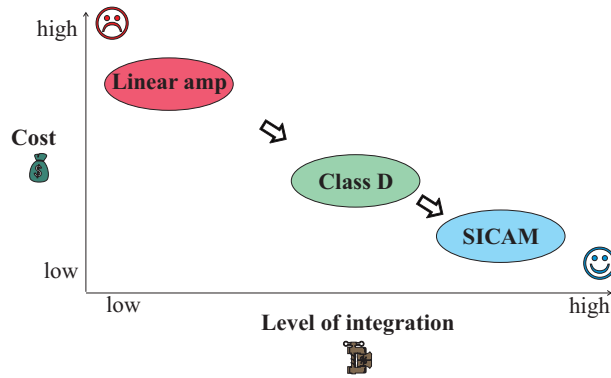 high
Linear amp
Cost
$
Class D
SICAM
low
low
high
Level of integration